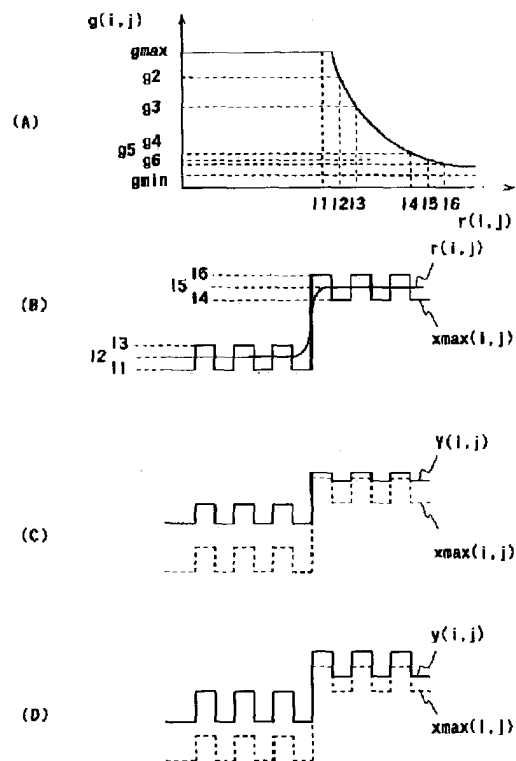 g(i,j)
gmax
g2
g3
(A)
g4
g5
g6
gmin
l1 l2 l3 l4 l5 l6
r(i,j)
r(i,j)
l6
l5
l4
(B)
l3
l2
l1
xmax(i,j)
Y(i,j)
(C)
xmax(i,j)
y(i,j)
(D)
xmax(i,j)